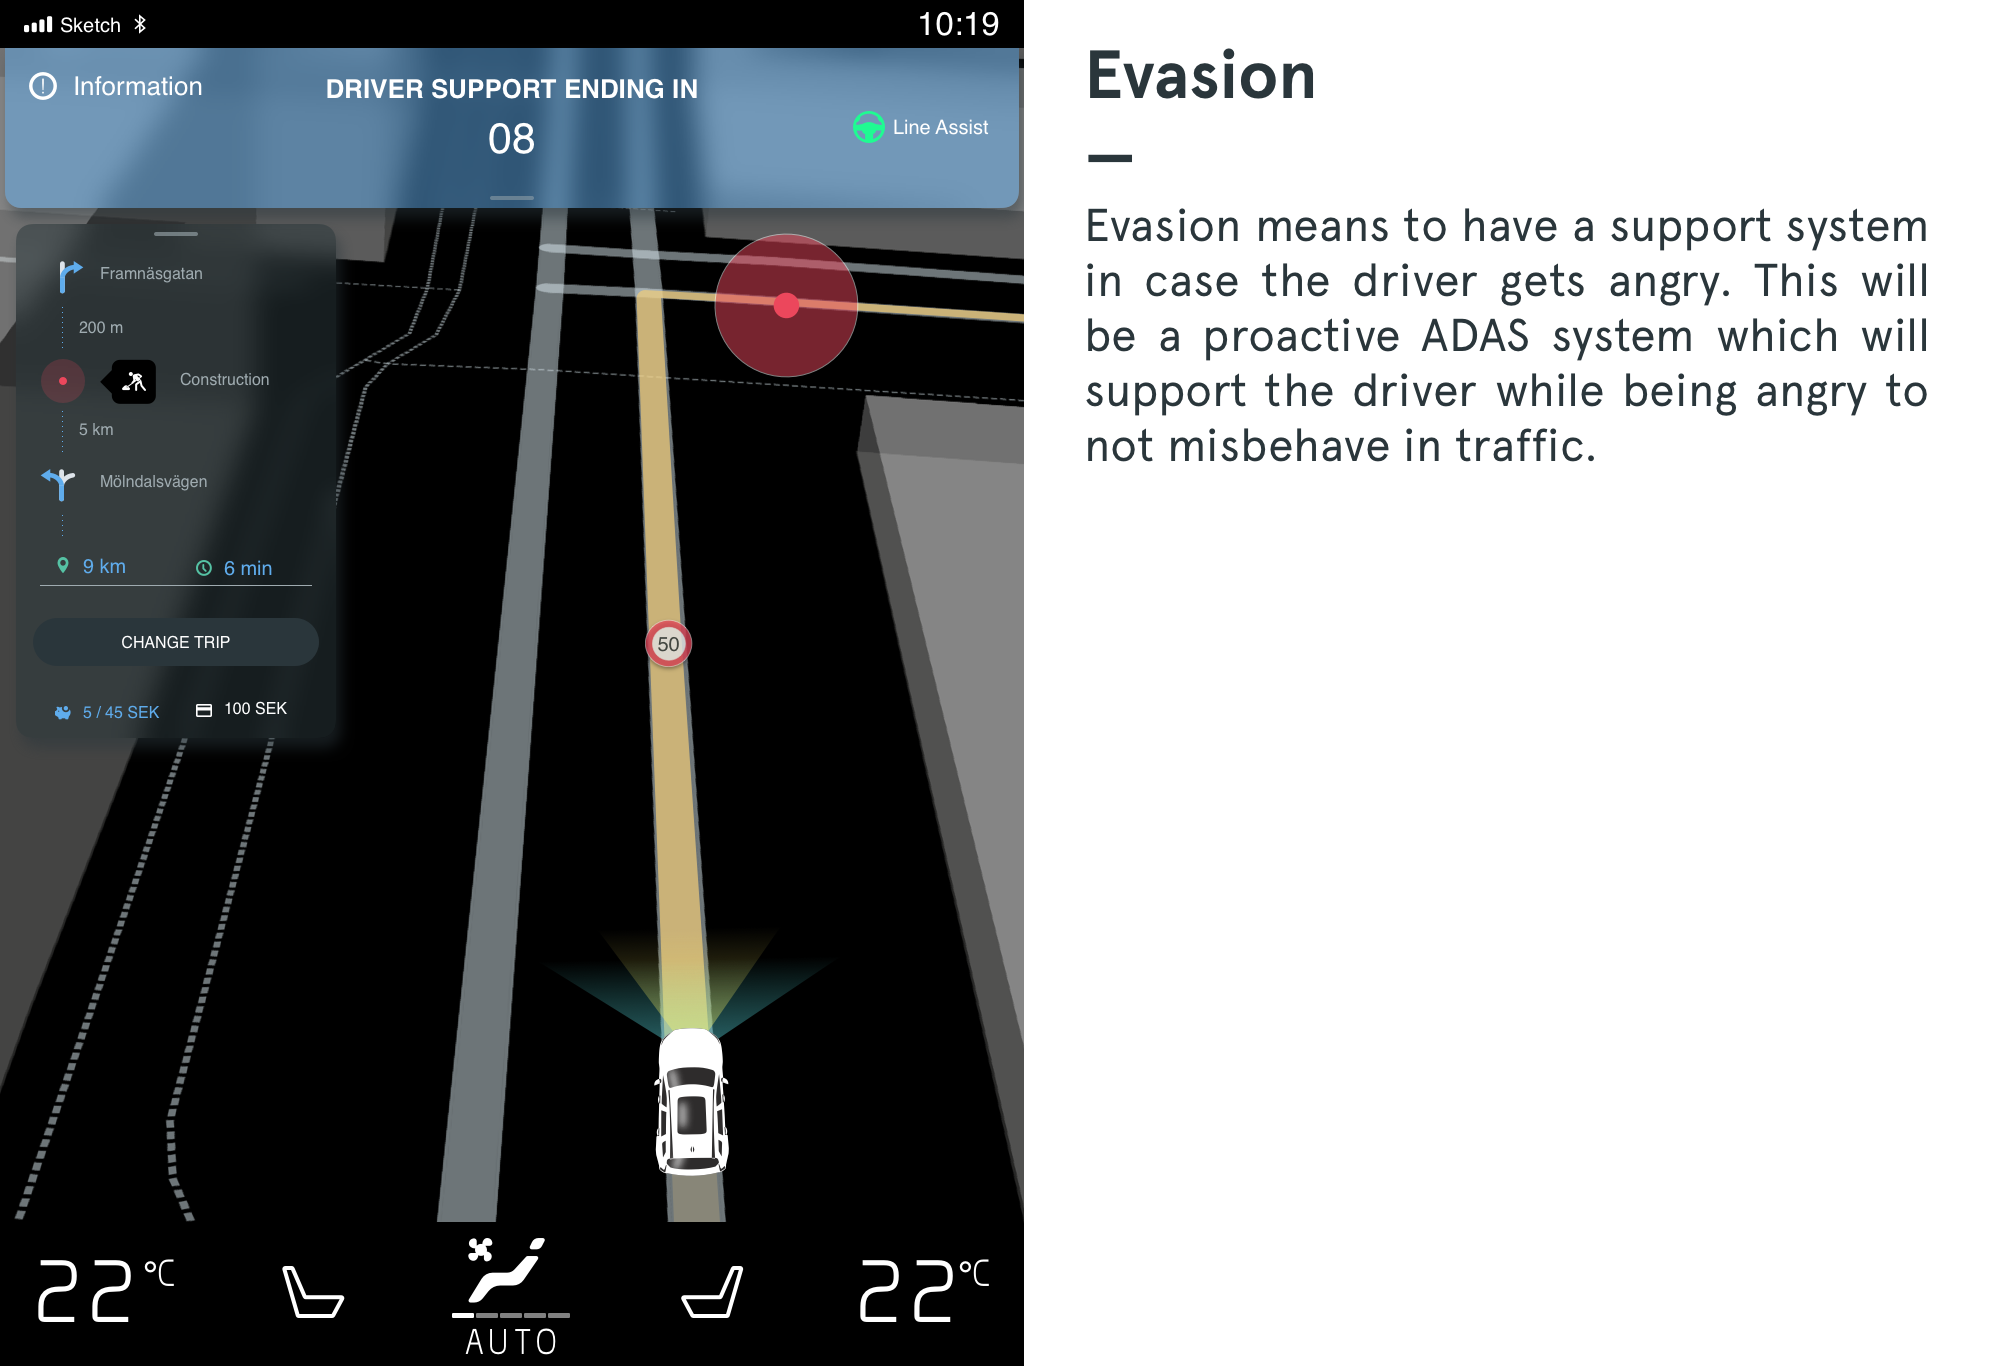 Sketch
10:19
Information
DRIVER SUPPORT ENDING IN
08
Line Assist
Framnäsgatan
200 m
Construction
5 km
Mölndalsvägen
9 km
6 min
CHANGE TRIP
5 / 45 SEK
100 SEK
50
22°C
AUTO
22°C
Evasion
Evasion means to have a support system
in case the driver gets angry. This will
be a proactive ADAS system which will
support the driver while being angry to
not misbehave in traffic.